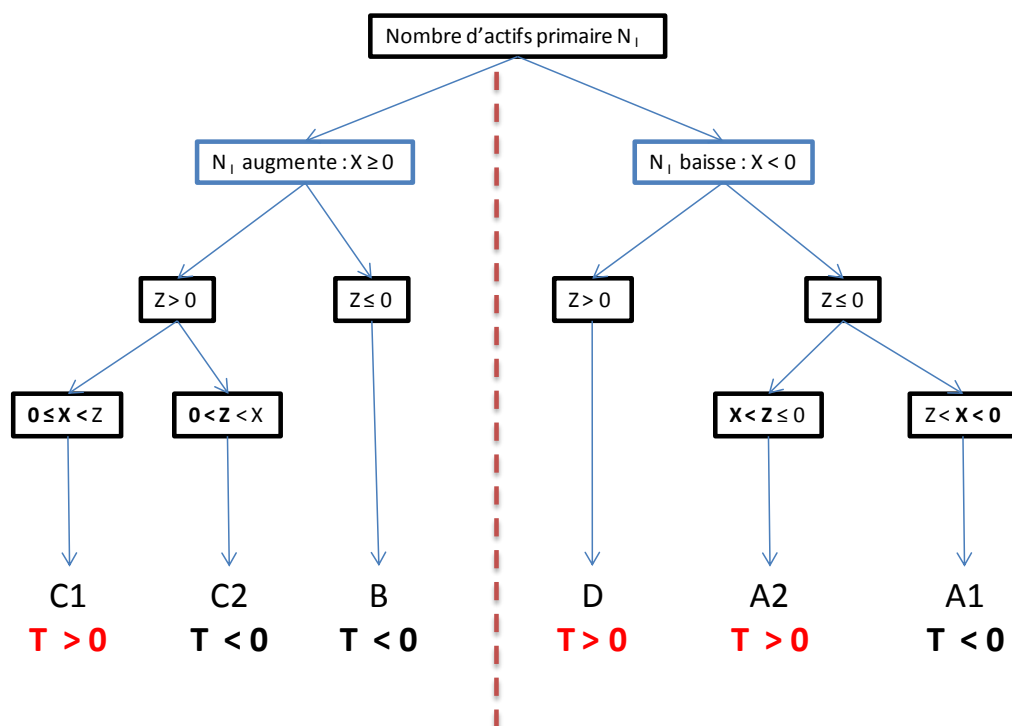 Nombre d'actifs primaire N I
N I augmente : X ≥ 0
N I baisse : X < 0
Z > 0
Z ≤ 0
Z > 0
Z ≤ 0
0 ≤ X < Z
0 < Z < X
X < Z ≤ 0
Z < X < 0
C1
C2
B
D
A2
A1
T > 0
T < 0
T < 0
T > 0
T > 0
T < 0